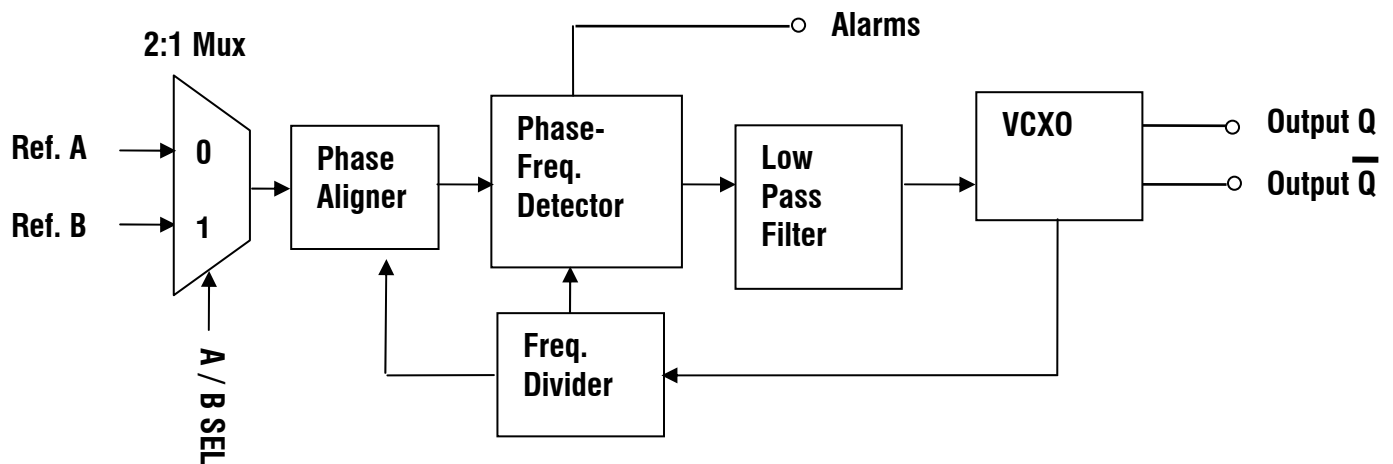 Alarms
2:1 Mux
Ref. A
0
Ref. B
1
A / B SEL
Phase
Aligner
Phase-
Freq.
Detector
Low
Pass
Filter
VCXO
Output Q
Output Q̅
Freq.
Divider